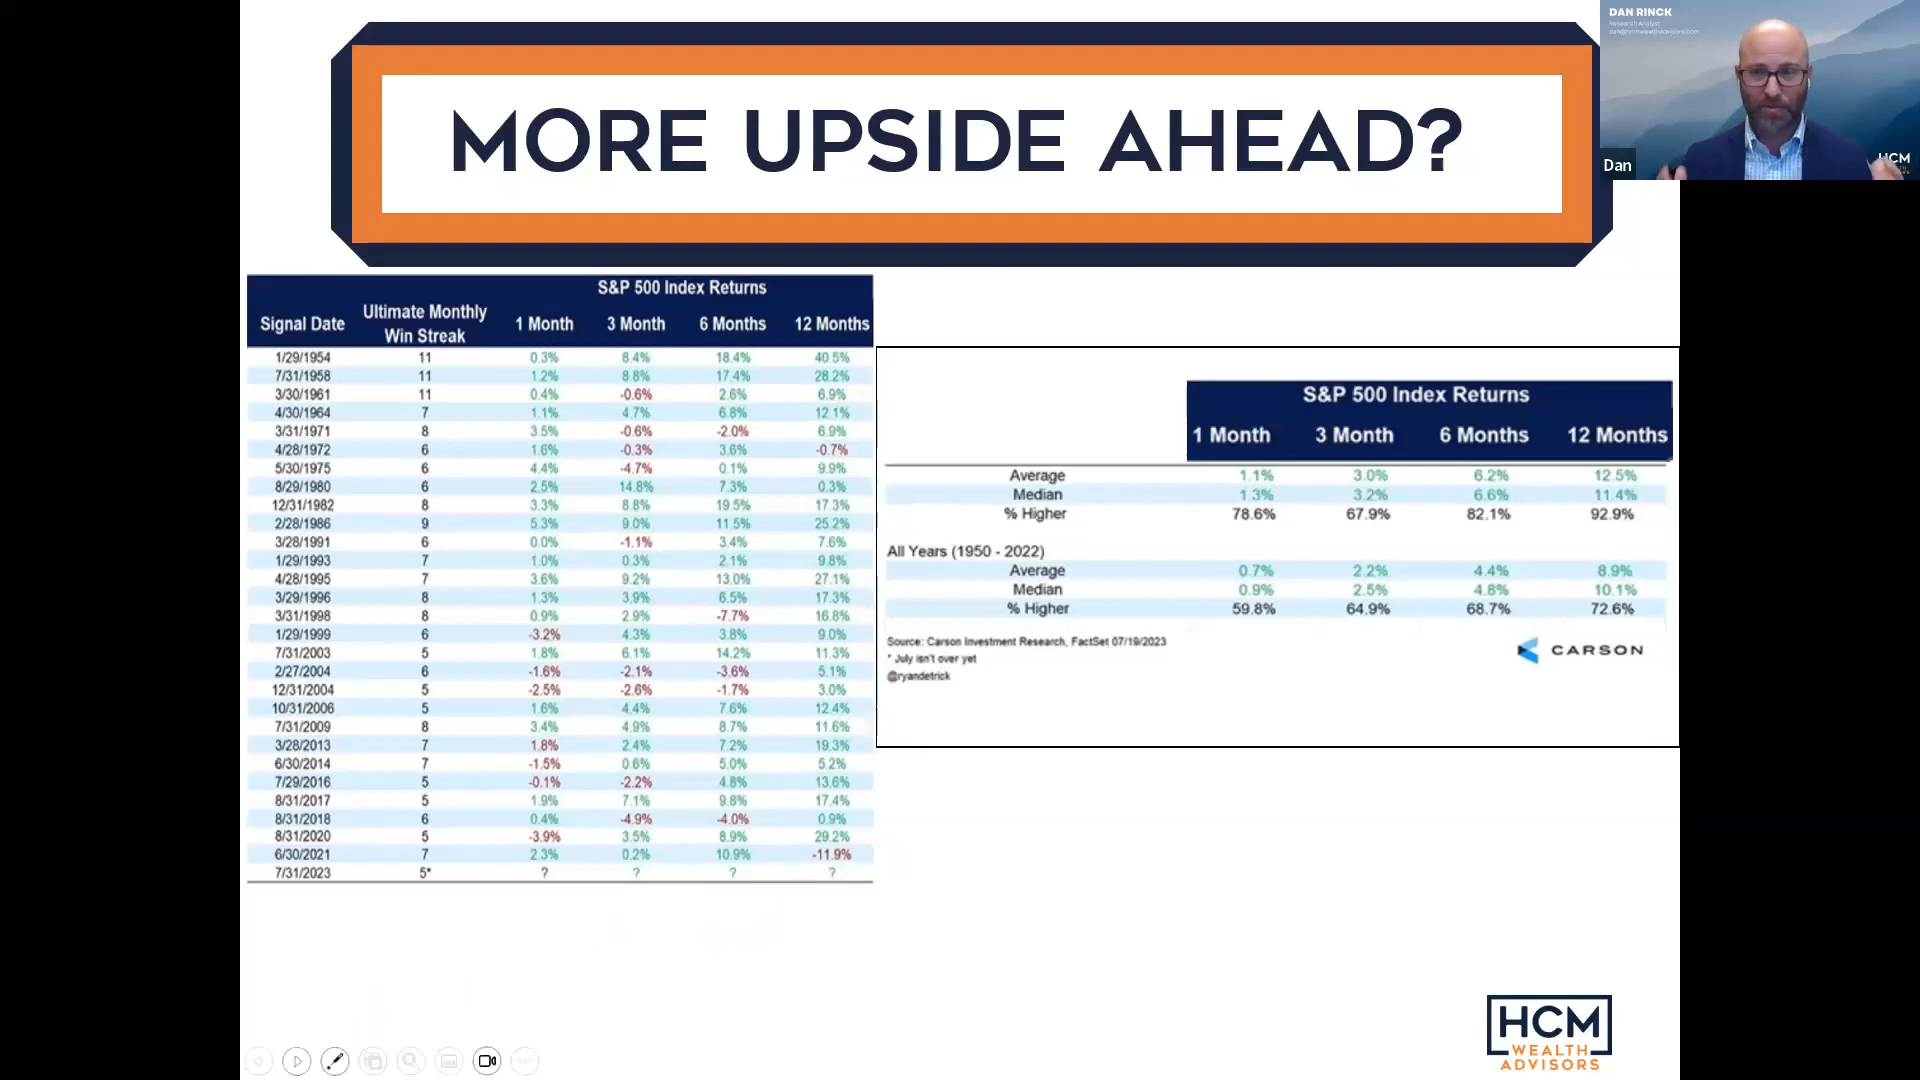 MORE UPSIDE AHEAD?
DAN RINCK
Research Analyst
dan@hcmwealthadvisors.com
Dan
HCM
S&P 500 Index Returns
Signal Date Ultimate Monthly Win Streak 1 Month 3 Month 6 Months 12 Months
1/29/1954 11 0.3% 8.4% 18.4% 40.5%
7/31/1958 11 1.2% 8.8% 17.4% 28.2%
3/30/1961 11 0.4% -0.6% 2.6% 6.9%
4/30/1964 7 1.1% 4.7% 6.8% 12.1%
3/31/1971 8 3.5% -0.6% -2.0% 6.9%
4/28/1972 6 1.6% -0.3% 3.6% -0.7%
5/30/1975 6 4.4% -4.7% 0.1% 9.9%
8/29/1980 6 2.5% 14.8% 7.3% 0.3%
12/31/1982 8 3.3% 8.8% 19.5% 17.3%
2/28/1986 9 5.3% 9.0% 11.5% 25.2%
3/28/1991 6 0.0% -1.1% 3.4% 7.6%
1/29/1993 7 1.0% 0.3% 2.1% 9.8%
4/28/1995 7 3.6% 9.2% 13.0% 27.1%
3/29/1996 8 1.3% 3.9% 6.5% 17.3%
3/31/1998 8 0.9% 2.9% -7.7% 16.8%
1/29/1999 6 -3.2% 4.3% 3.8% 9.0%
7/31/2003 5 1.8% 6.1% 14.2% 11.3%
2/27/2004 6 -1.6% -2.1% -3.6% 5.1%
12/31/2004 5 -2.5% -2.6% -1.7% 3.0%
10/31/2006 5 1.6% 4.4% 7.6% 12.4%
7/31/2009 8 3.4% 4.9% 8.7% 11.6%
3/28/2013 7 1.8% 2.4% 7.2% 19.3%
6/30/2014 7 -1.5% 0.6% 5.0% 5.2%
7/29/2016 5 -0.1% -2.2% 4.8% 13.6%
8/31/2017 5 1.9% 7.1% 9.8% 17.4%
8/31/2018 6 0.4% -4.9% -4.0% 0.9%
8/31/2020 5 -3.9% 3.5% 8.9% 29.2%
6/30/2021 7 2.3% 0.2% 10.9% -11.9%
7/31/2023 5* ? ? ? ?
S&P 500 Index Returns
1 Month 3 Month 6 Months 12 Months
Average 1.1% 3.0% 6.2% 12.5%
Median 1.3% 3.2% 6.6% 11.4%
% Higher 78.6% 67.9% 82.1% 92.9%
All Years (1950 - 2022)
Average 0.7% 2.2% 4.4% 8.9%
Median 0.9% 2.5% 4.8% 10.1%
% Higher 59.8% 64.9% 68.7% 72.6%
Source: Carson Investment Research, FactSet 07/19/2023
* July isn't over yet
@ryandetrick
CARSON
HCM
WEALTH
ADVISORS